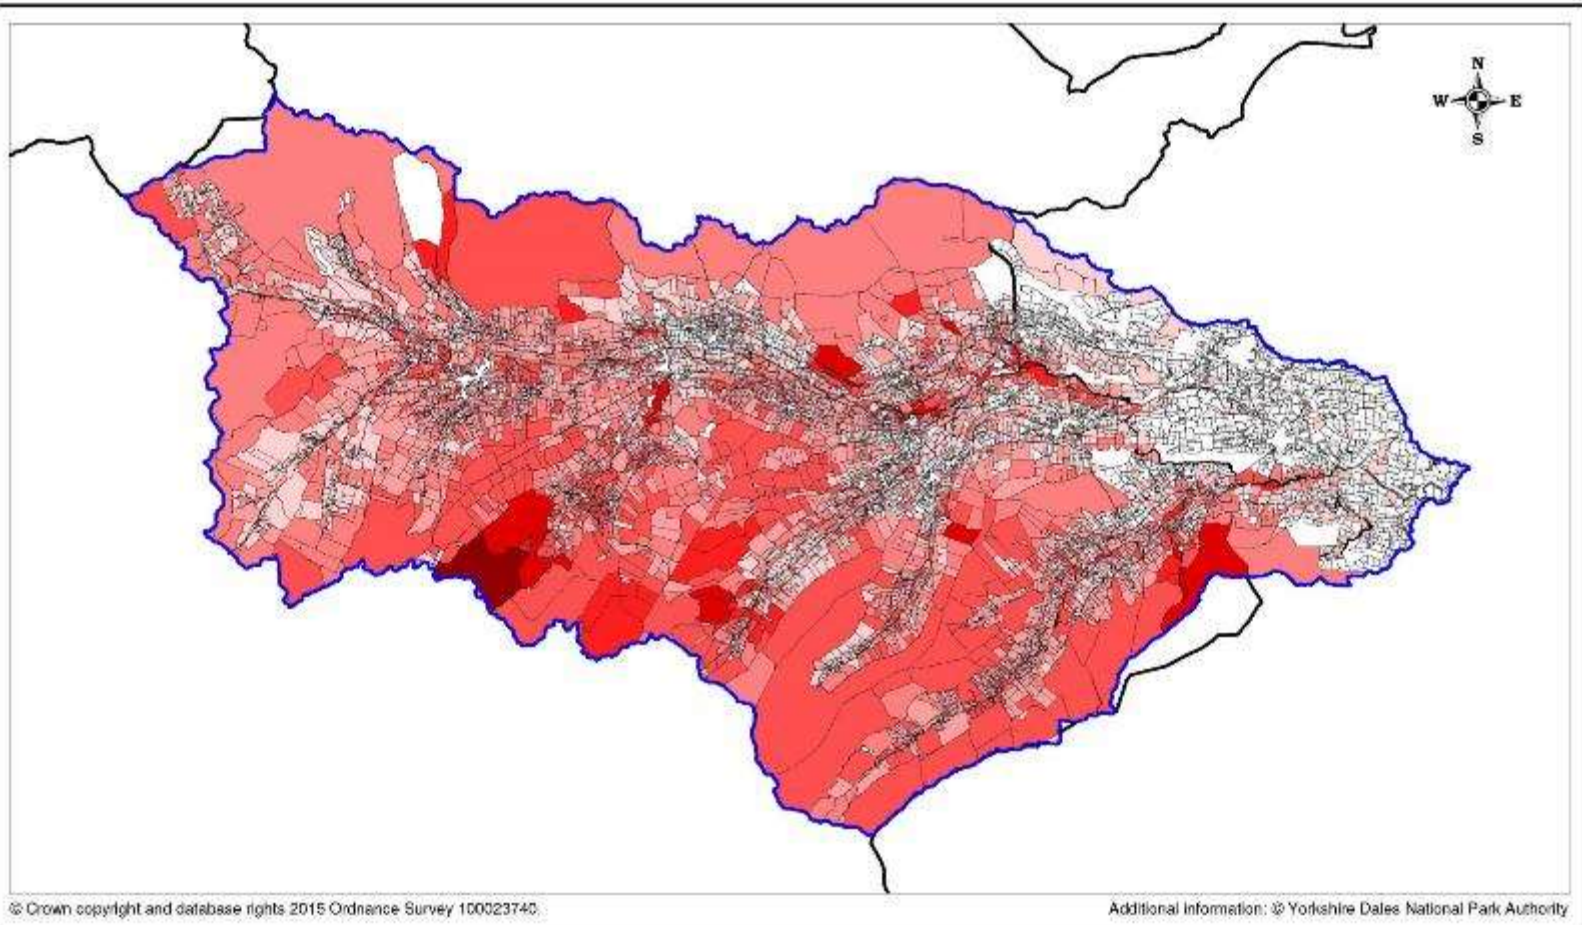 N
W E
S
© Crown copyright and database rights 2015 Ordnance Survey 100023740.
Additional information: © Yorkshire Dales National Park Authority